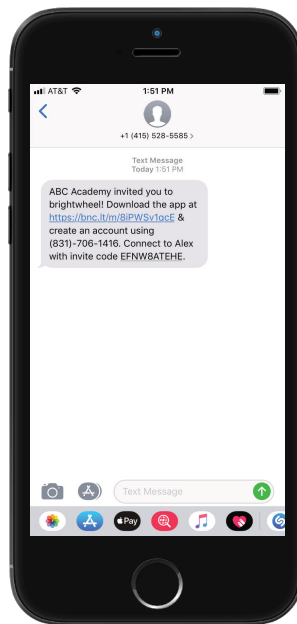 AT&T
1:51 PM
+1 (415) 528-5585 >
Text Message
Today 1:51 PM
ABC Academy invited you to
brightwheel! Download the app at
https://bnc.lt/m/8iPWSv1qcE &
create an account using
(831)-706-1416. Connect to Alex
with invite code EFNW8ATEHE.
Text Message
Pay